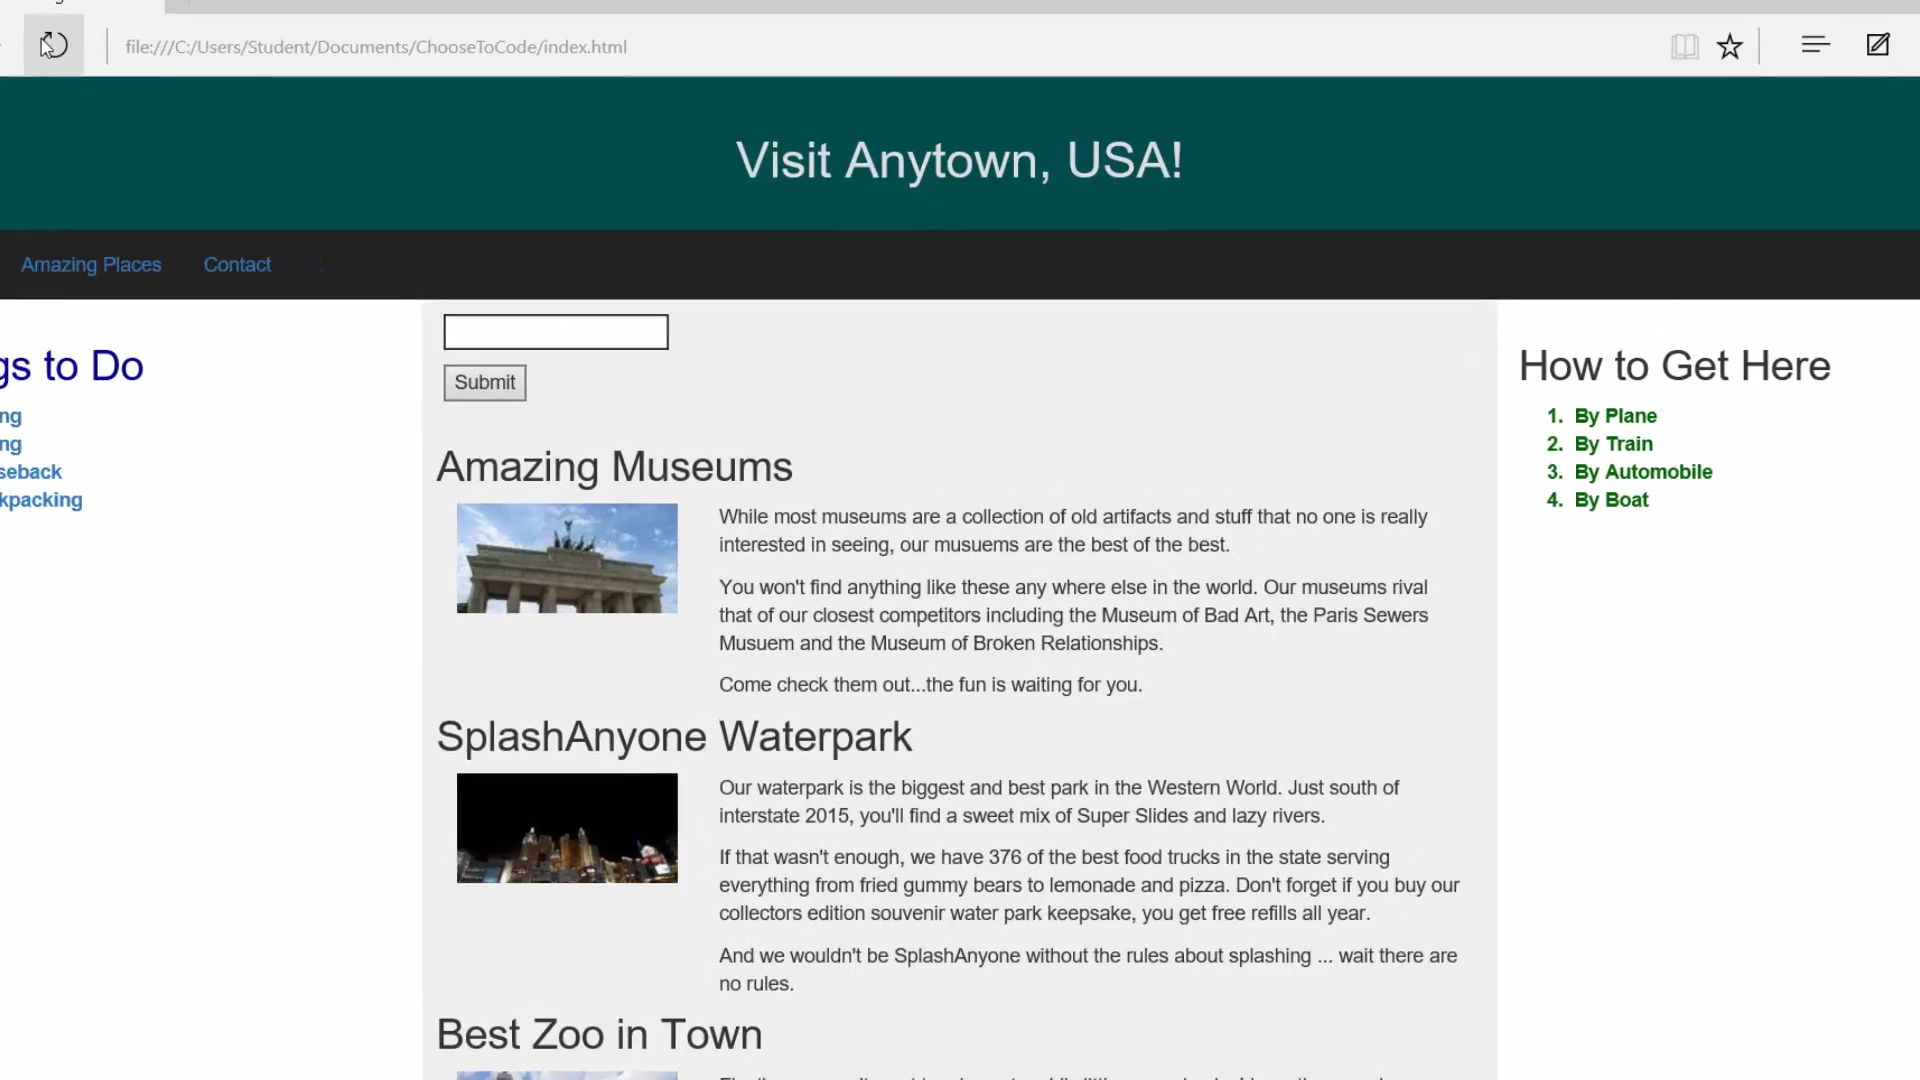 file:///C:/Users/Student/Documents/ChooseToCode/index.html
Visit Anytown, USA!
Amazing Places Contact
gs to Do
ng
ng
seback
kpacking
Submit
Amazing Museums
While most museums are a collection of old artifacts and stuff that no one is really
interested in seeing, our musuems are the best of the best.
You won't find anything like these any where else in the world. Our museums rival
that of our closest competitors including the Museum of Bad Art, the Paris Sewers
Musuem and the Museum of Broken Relationships.
Come check them out...the fun is waiting for you.
SplashAnyone Waterpark
Our waterpark is the biggest and best park in the Western World. Just south of
interstate 2015, you'll find a sweet mix of Super Slides and lazy rivers.
If that wasn't enough, we have 376 of the best food trucks in the state serving
everything from fried gummy bears to lemonade and pizza. Don't forget if you buy our
collectors edition souvenir water park keepsake, you get free refills all year.
And we wouldn't be SplashAnyone without the rules about splashing ... wait there are
no rules.
Best Zoo in Town
How to Get Here
1. By Plane
2. By Train
3. By Automobile
4. By Boat